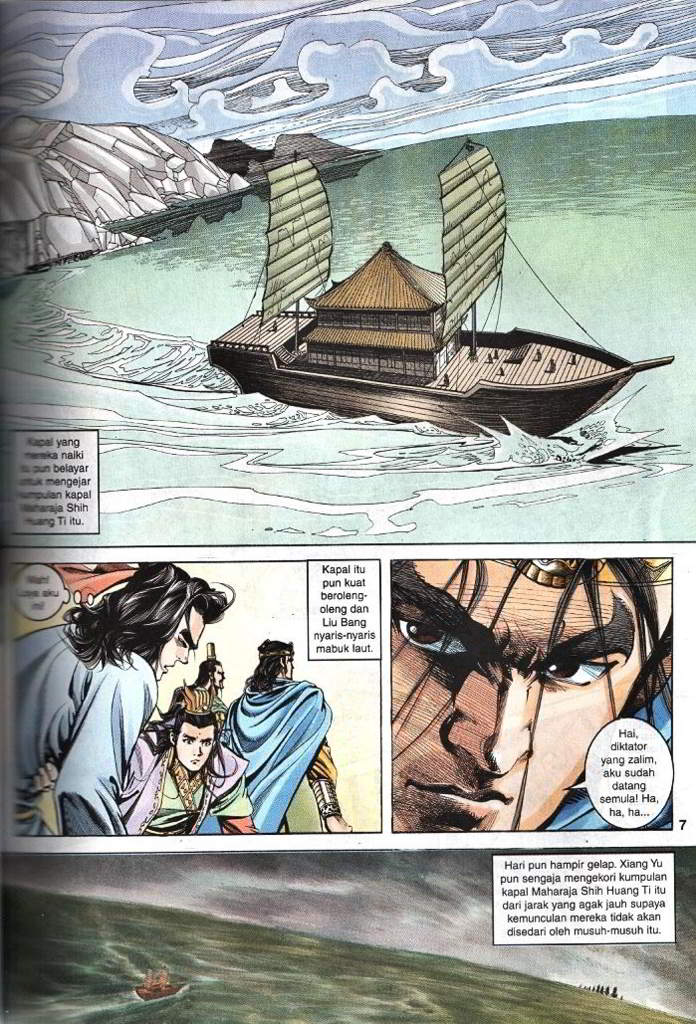 Kapal yang
mereka naiki
itu pun belayar
untuk mengejar
kumpulan kapal
Maharaja Shih
Huang Ti itu.
Wah!
aku
Kapal itu
pun kuat
beroleng-
oleng dan
Liu Bang
nyaris-nyaris
mabuk laut.
Hai,
diktator
yang zalim,
aku sudah
datang
semula! Ha,
ha, ha...
7
Hari pun hampir gelap. Xiang Yu
pun sengaja mengekori kumpulan
kapal Maharaja Shih Huang Ti itu
dari jarak yang agak jauh supaya
kemunculan mereka tidak akan
disedari oleh musuh-musuh itu.